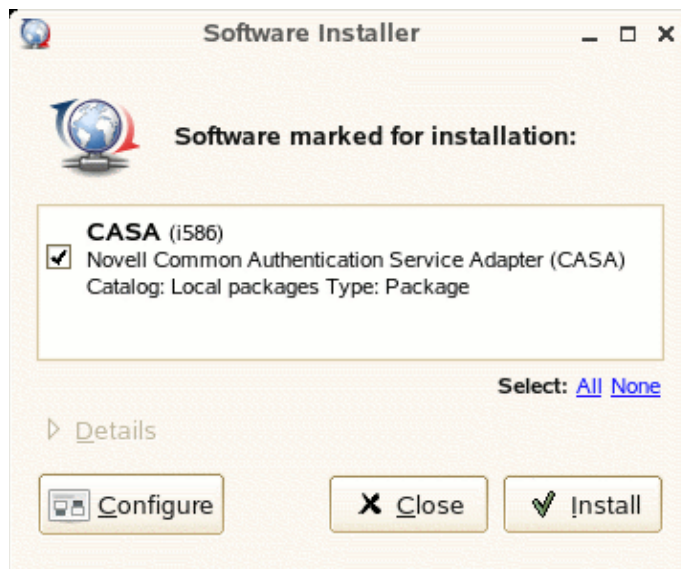 Software Installer
Software marked for installation:
CASA (i586)
Novell Common Authentication Service Adapter (CASA)
Catalog: Local packages Type: Package
Select: All None
Details
Configure
Close
Install